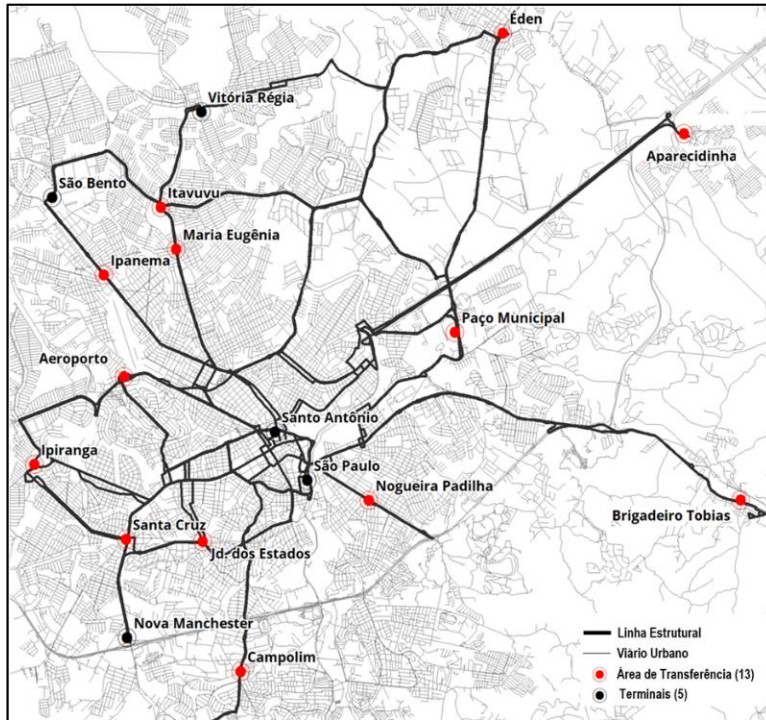 Éden
Vitória Régia
Aparecidinha
São Bento
Itavuvu
Maria Eugênia
Ipanema
Paço Municipal
Aeroporto
Santo Antônio
Ipiranga
São Paulo
Nogueira Padilha
Brigadeiro Tobias
Santa Cruz
Jd. dos Estados
Nova Manchester
Campolim
Linha Estrutural
Viário Urbano
Área de Transferência (13)
Terminais (5)